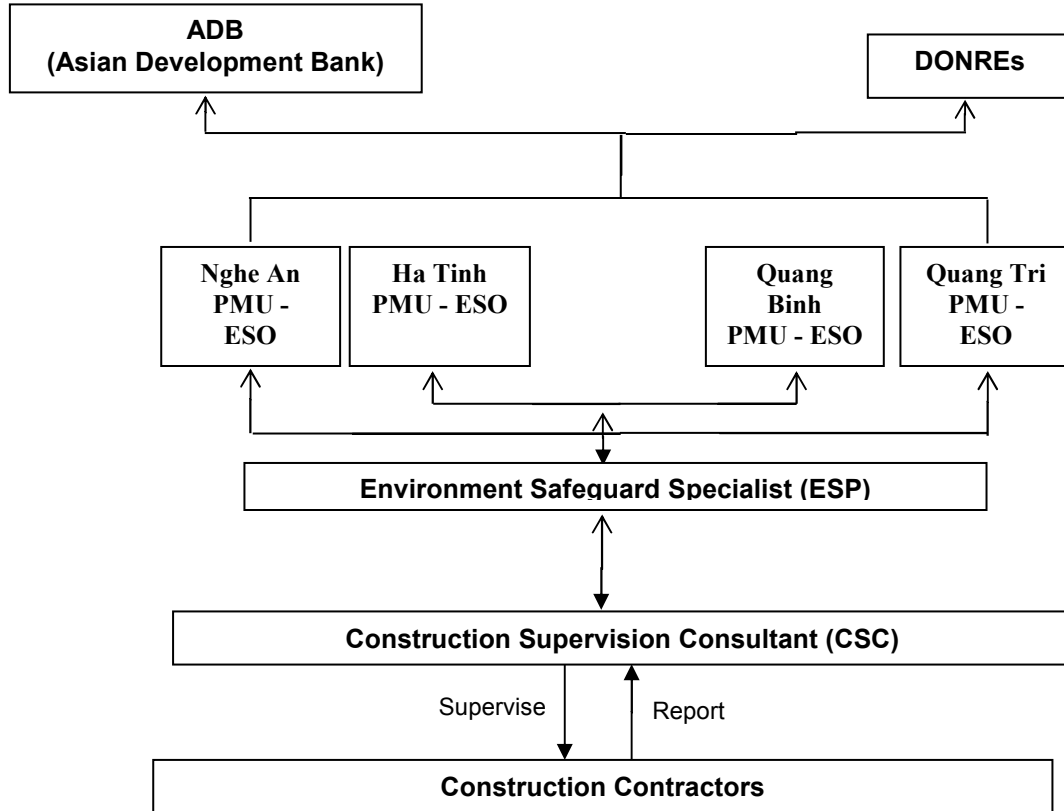 ADB
(Asian Development Bank)
DONREs
Nghe An
PMU -
ESO
Ha Tinh
PMU - ESO
Quang
Binh
PMU - ESO
Quang Tri
PMU -
ESO
Environment Safeguard Specialist (ESP)
Construction Supervision Consultant (CSC)
Supervise
Report
Construction Contractors